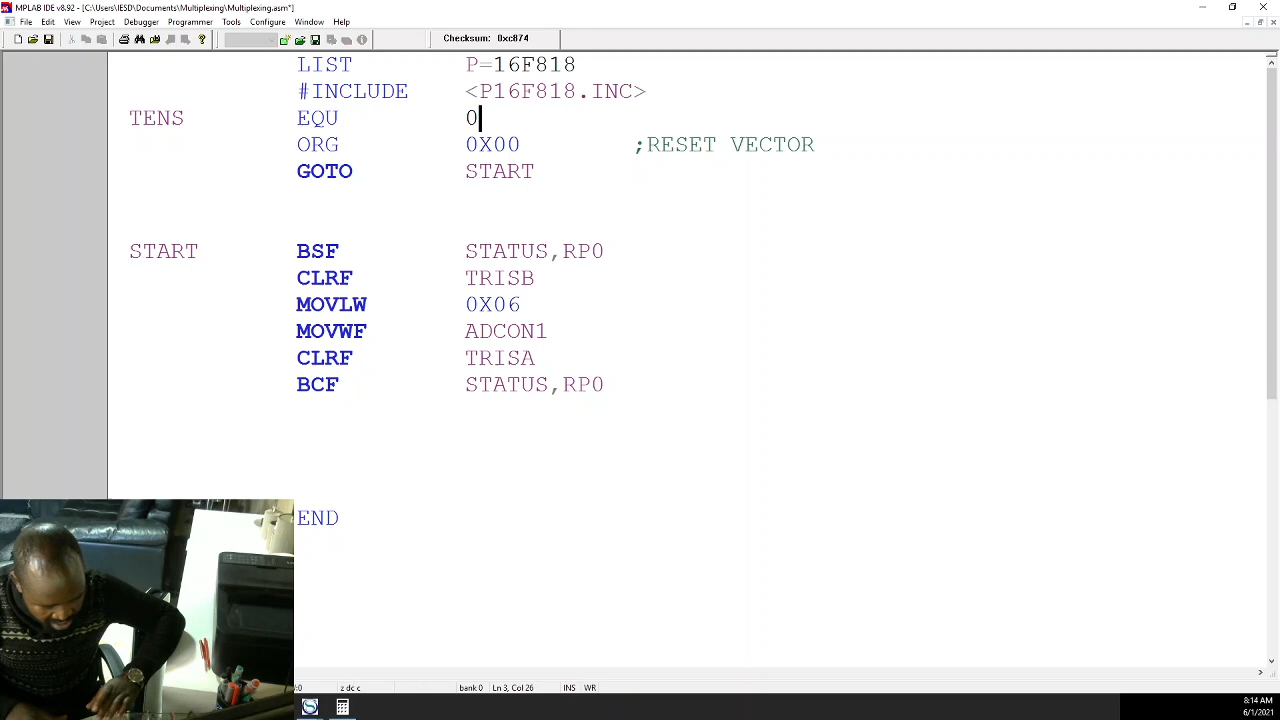 MPLAB IDE v8.92 - [C:\Users\IESD\Documents\Multiplexing\Multiplexing.asm*]
File Edit View Project Debugger Programmer Tools Configure Window Help
Checksum: 0xc874
LIST P=16F818
#INCLUDE <P16F818.INC>
TENS EQU 0
ORG 0X00 ;RESET VECTOR
GOTO START
START BSF STATUS,RP0
CLRF TRISB
MOVLW 0X06
MOVWF ADCON1
CLRF TRISA
BCF STATUS,RP0
END
z dc c bank 0 Ln 3, Col 26 INS WR
8:14 AM
6/1/2021